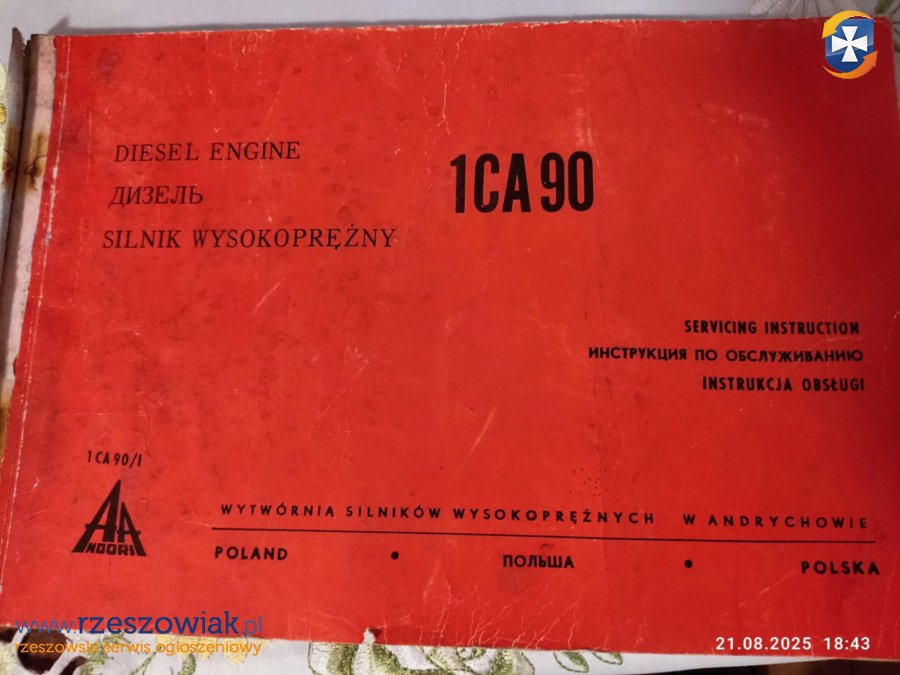 DIESEL ENGINE
ДИЗЕЛЬ
SILNIK WYSOKOPRĘŻNY
1CA90
SERVICING INSTRUCTION
ИНСТРУКЦИЯ ПО ОБСЛУЖИВАНИЮ
INSTRUKCJA OBSŁUGI
1CA90/I
ANDORIA
WYTWÓRNIA SILNIKÓW WYSOKOPRĘŻNYCH W ANDRYCHOWIE
POLAND • ПОЛЬША • POLSKA
www.rzeszowiak.pl
rzeszowski serwis ogłoszeniowy
21.08.2025 18:43